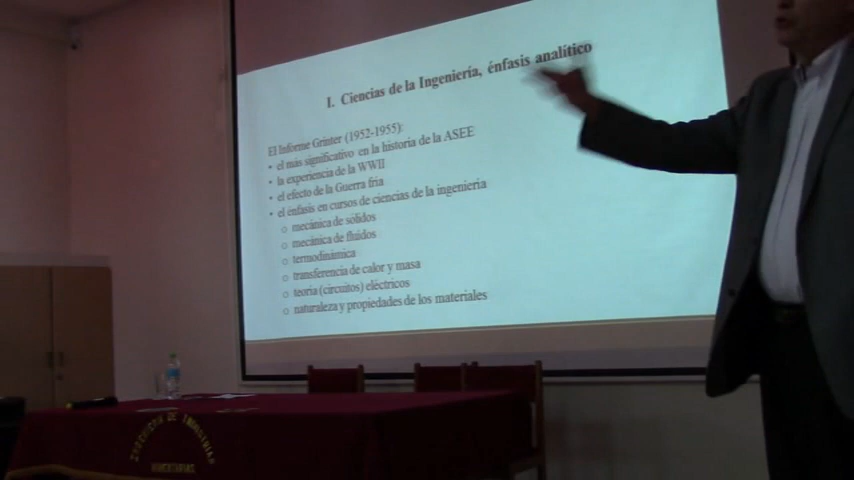 I. Ciencias de la Ingeniería, énfasis analítico
El Informe Grinter (1952-1955):
• el más significativo en la historia de la ASEE
• la experiencia de la WWII
• el efecto de la Guerra fria
• el énfasis en cursos de ciencias de la ingeniería
o mecánica de sólidos
o mecánica de fluidos
o termodinámica
o transferencia de calor y masa
o teoría (circuitos) eléctricos
o naturaleza y propiedades de los materiales
DE